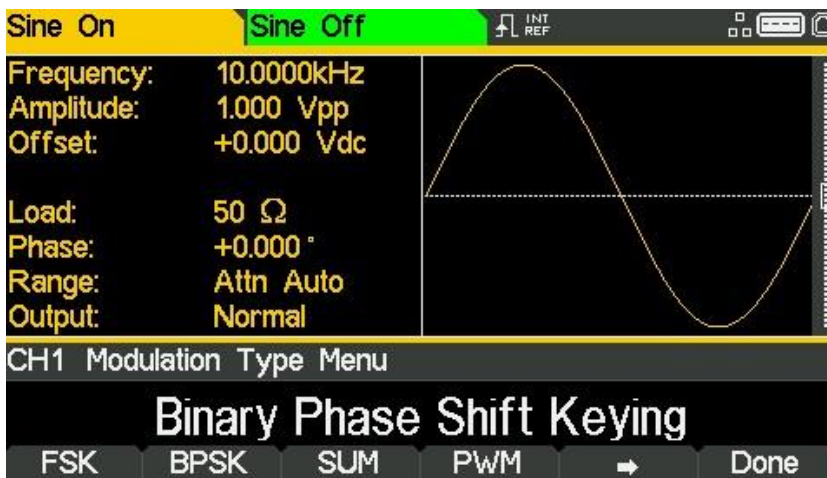 Sine On Sine Off INT REF
Frequency: 10.0000kHz
Amplitude: 1.000 Vpp
Offset: +0.000 Vdc
Load: 50 Ω
Phase: +0.000°
Range: Attn Auto
Output: Normal
CH1 Modulation Type Menu
Binary Phase Shift Keying
FSK BPSK SUM PWM ➡ Done